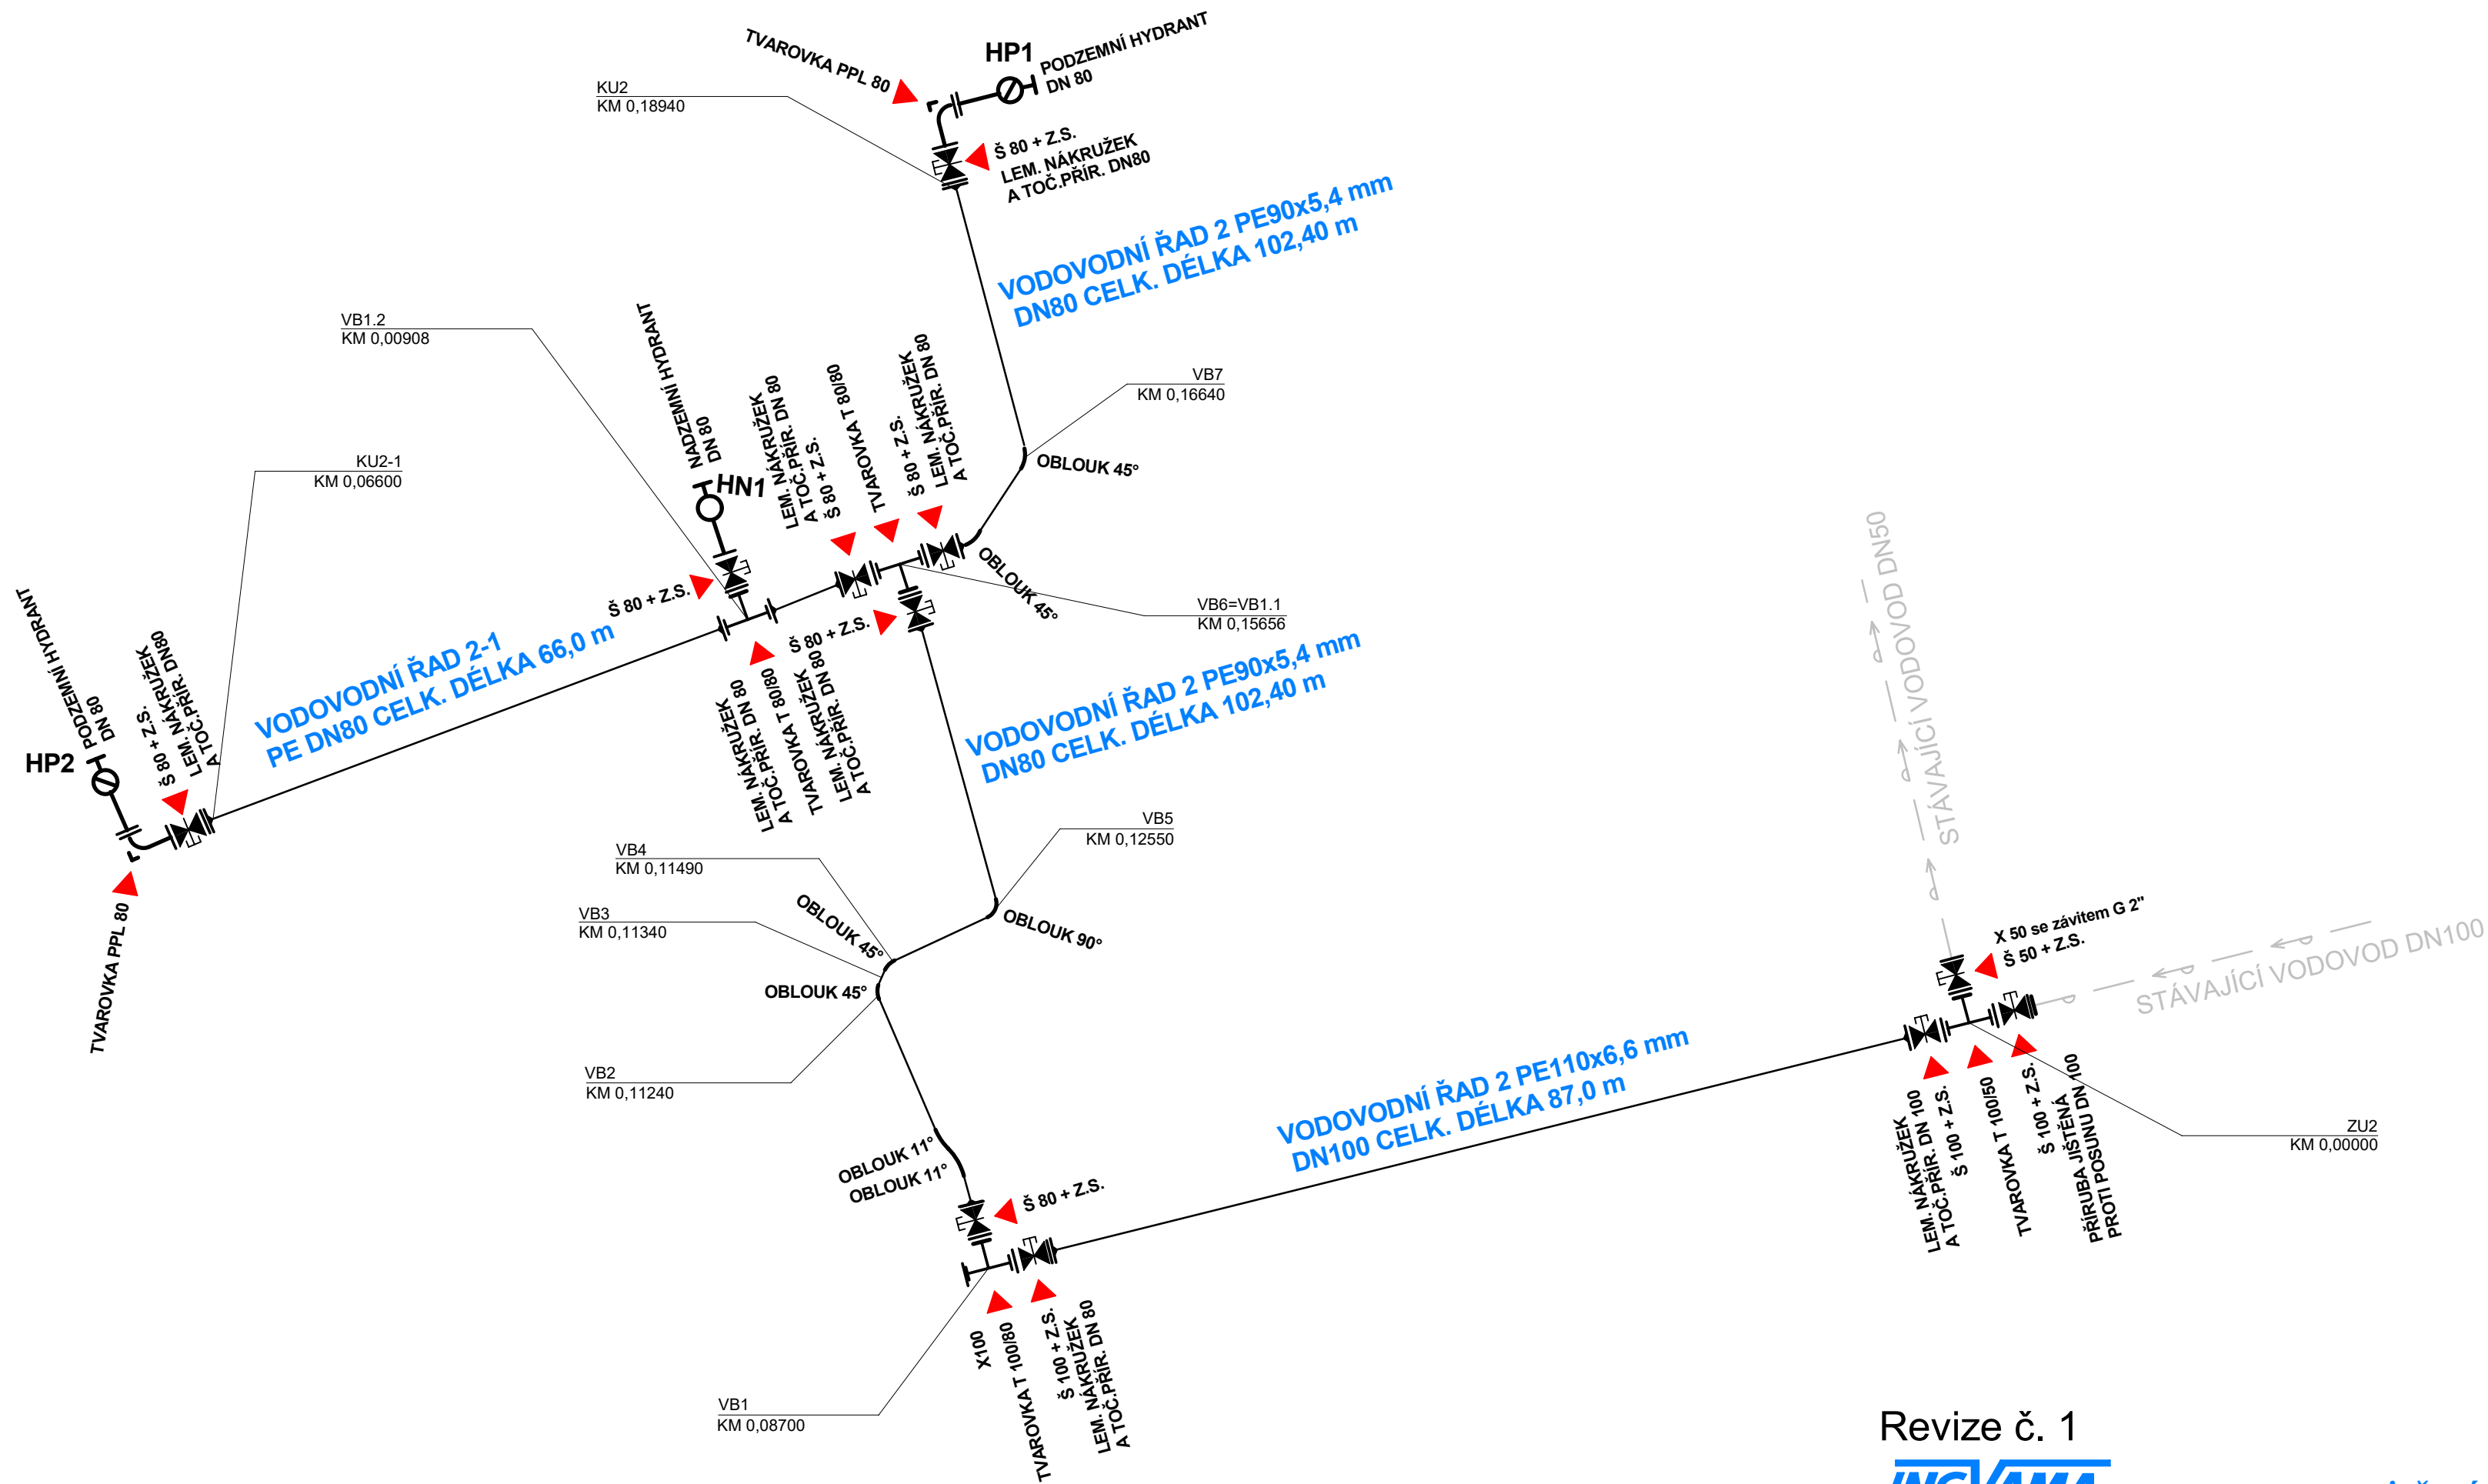 TVAROVKA PPL 80
HP1
PODZEMNÍ HYDRANT
DN 80
KU2
KM 0,18940
Š 80 + Z.S.
LEM. NÁKRUŽEK
A TOČ.PŘÍR. DN80
VODOVODNÍ ŘAD 2 PE90x5,4 mm
DN80 CELK. DÉLKA 102,40 m
VB1.2
KM 0,00908
NADZEMNÍ HYDRANT
DN 80
HN1
LEM. NÁKRUŽEK
A TOČ.PŘÍR. DN 80
Š 80 + Z.S.
TVAROVKA T 80/80
Š 80 + Z.S.
LEM. NÁKRUŽEK
A TOČ.PŘÍR. DN 80
VB7
KM 0,16640
OBLOUK 45°
KU2-1
KM 0,06600
OBLOUK 45°
VB6=VB1.1
KM 0,15656
Š 80 + Z.S.
Š 80 + Z.S.
PODZEMNÍ HYDRANT
DN 80
HP2
Š 80 + Z.S.
LEM. NÁKRUŽEK
A TOČ.PŘÍR. DN80
TVAROVKA PPL 80
VODOVODNÍ ŘAD 2-1
PE DN80 CELK. DÉLKA 66,0 m
LEM. NÁKRUŽEK
A TOČ.PŘÍR. DN 80
TVAROVKA T 80/80
LEM. NÁKRUŽEK
A TOČ.PŘÍR. DN 80
VODOVODNÍ ŘAD 2 PE90x5,4 mm
DN80 CELK. DÉLKA 102,40 m
VB5
KM 0,12550
VB4
KM 0,11490
OBLOUK 45°
OBLOUK 90°
VB3
KM 0,11340
OBLOUK 45°
VB2
KM 0,11240
OBLOUK 11°
OBLOUK 11°
Š 80 + Z.S.
X100
TVAROVKA T 100/80
Š 100 + Z.S.
LEM. NÁKRUŽEK
A TOČ.PŘÍR. DN 80
VB1
KM 0,08700
VODOVODNÍ ŘAD 2 PE110x6,6 mm
DN100 CELK. DÉLKA 87,0 m
STÁVAJÍCÍ VODOVOD DN50
X 50 se závitem G 2"
Š 50 + Z.S.
STÁVAJÍCÍ VODOVOD DN100
LEM. NÁKRUŽEK
A TOČ.PŘÍR. DN 100
Š 100 + Z.S.
TVAROVKA T 100/50
Š 100 + Z.S.
PŘÍRUBA JIŠTĚNÁ
PROTI POSUNU DN 100
ZU2
KM 0,00000
Revize č. 1